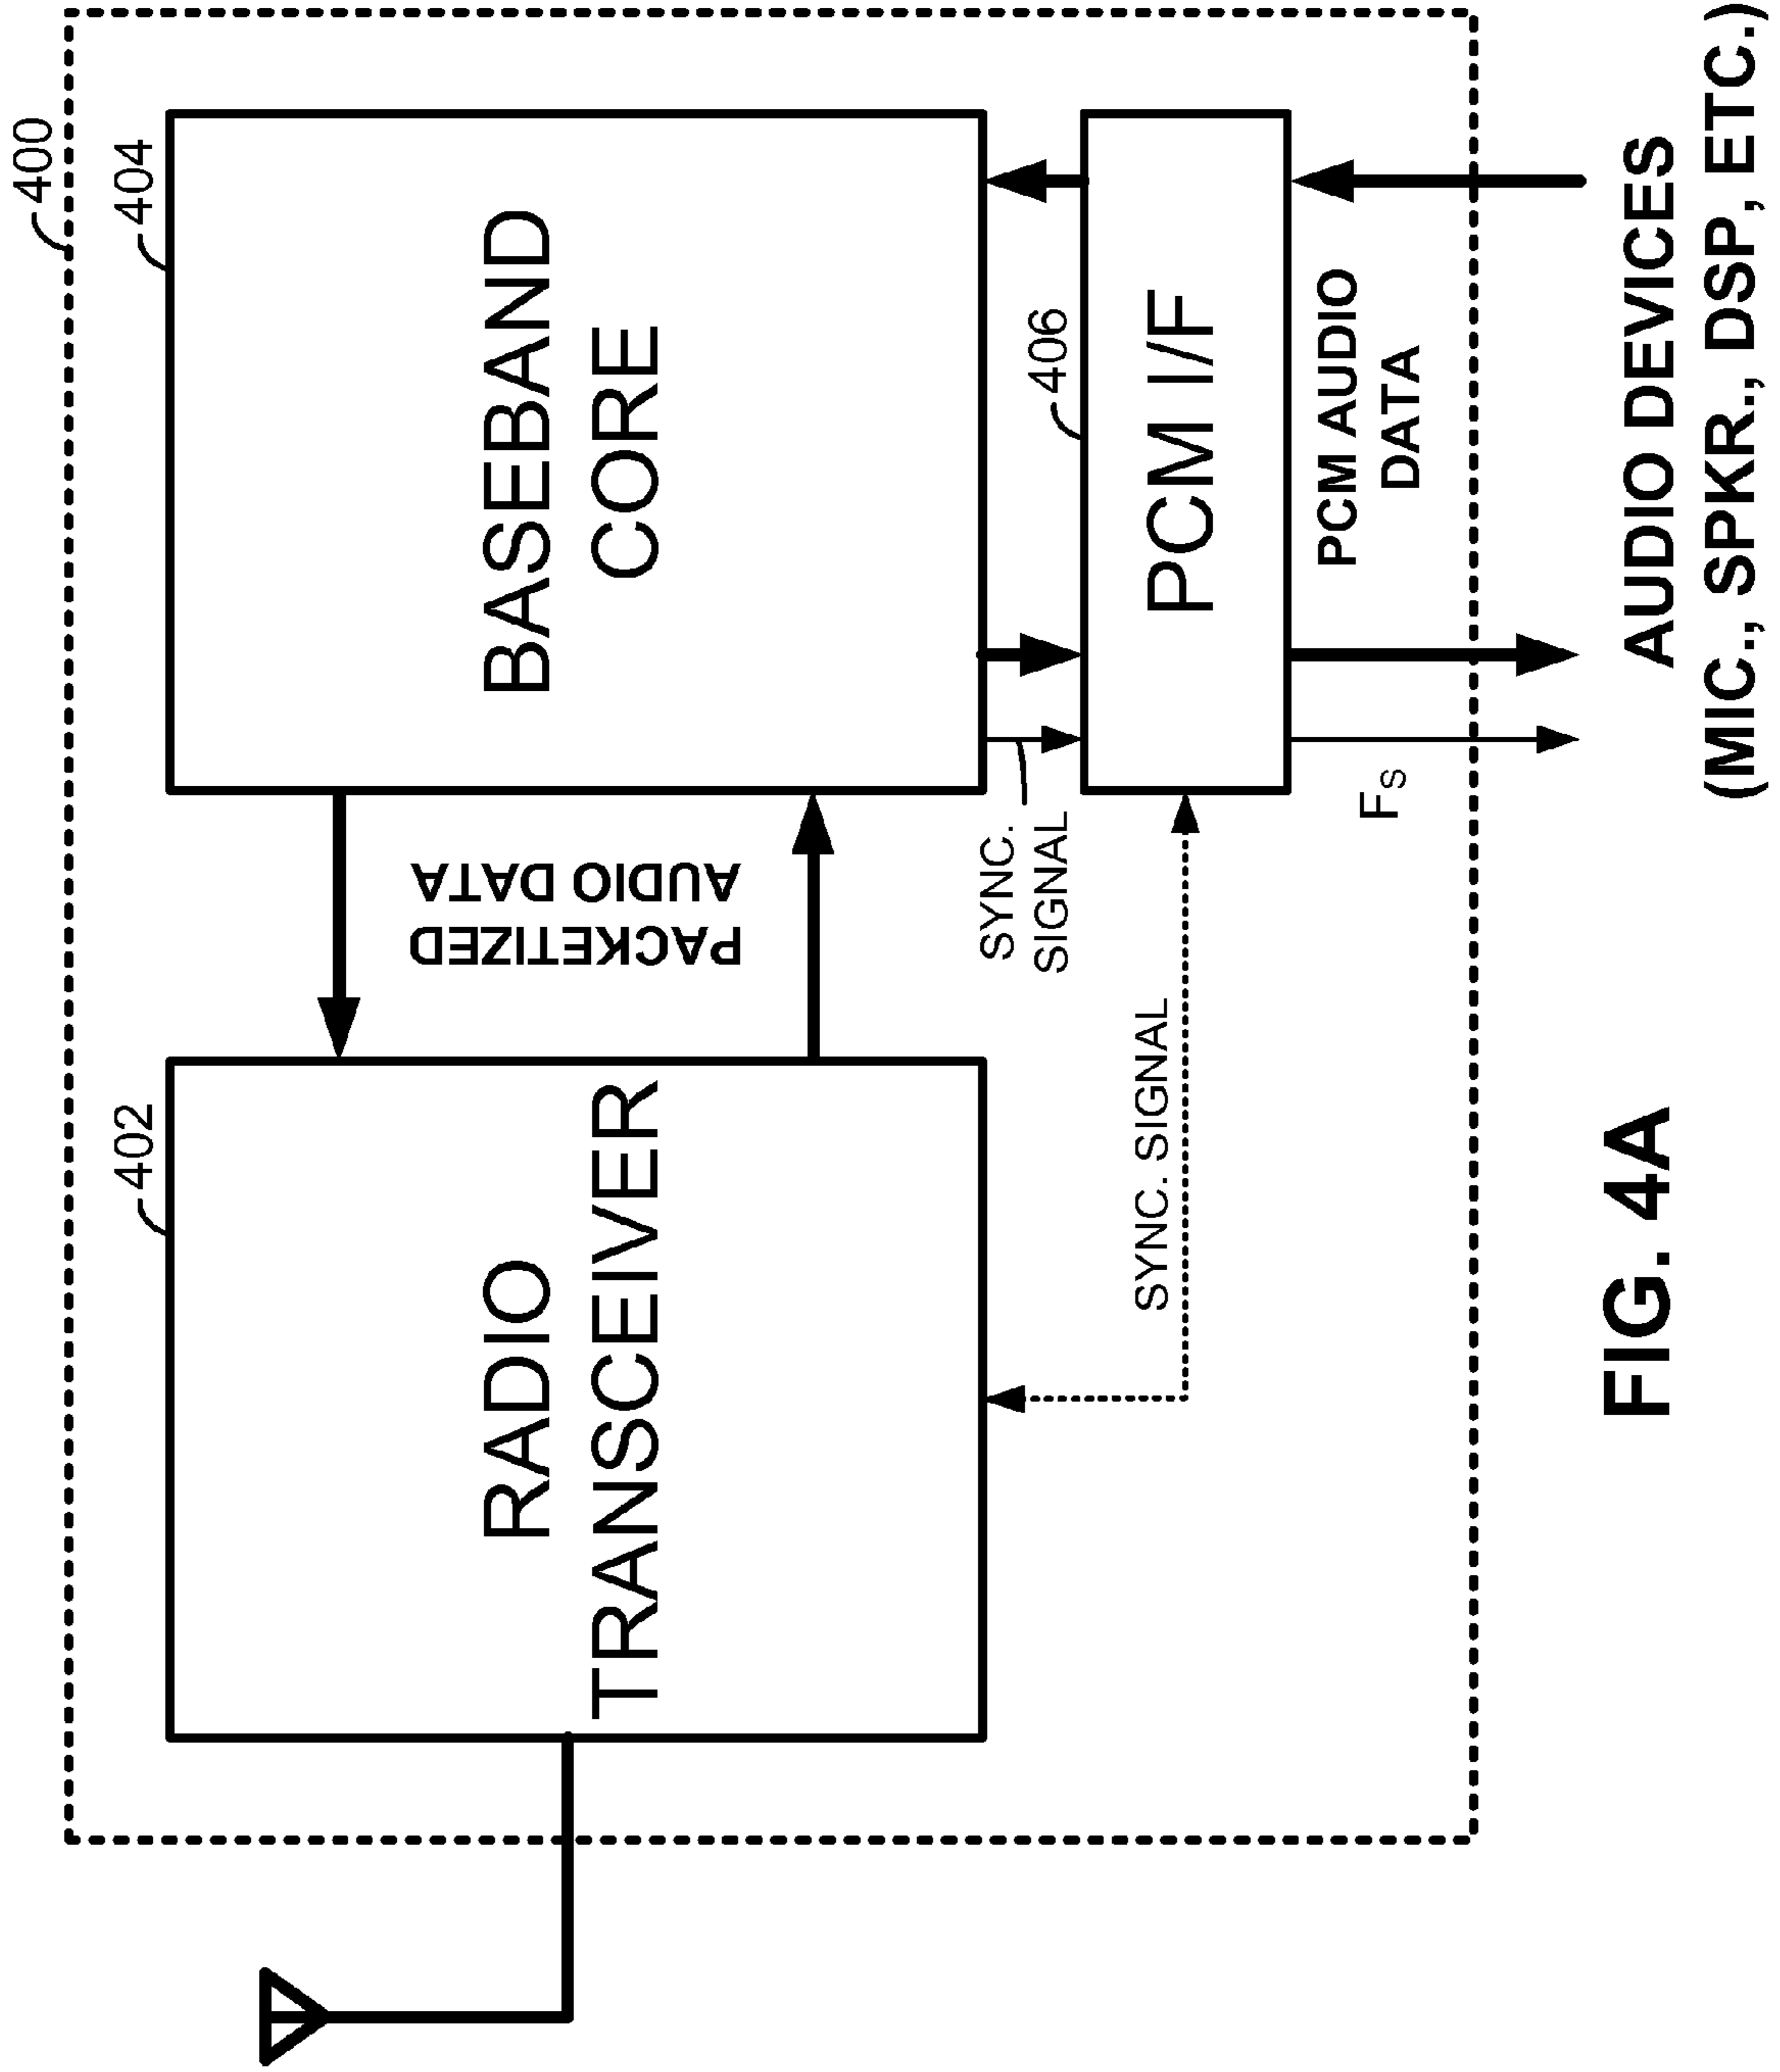 400
402
404
RADIO
TRANSCEIVER
PACKETIZED
AUDIO DATA
BASEBAND
CORE
SYNC.
SIGNAL
SYNC. SIGNAL
406
PCM I/F
FS
PCM AUDIO
DATA
AUDIO DEVICES
(MIC., SPKR., DSP, ETC.)
FIG. 4A